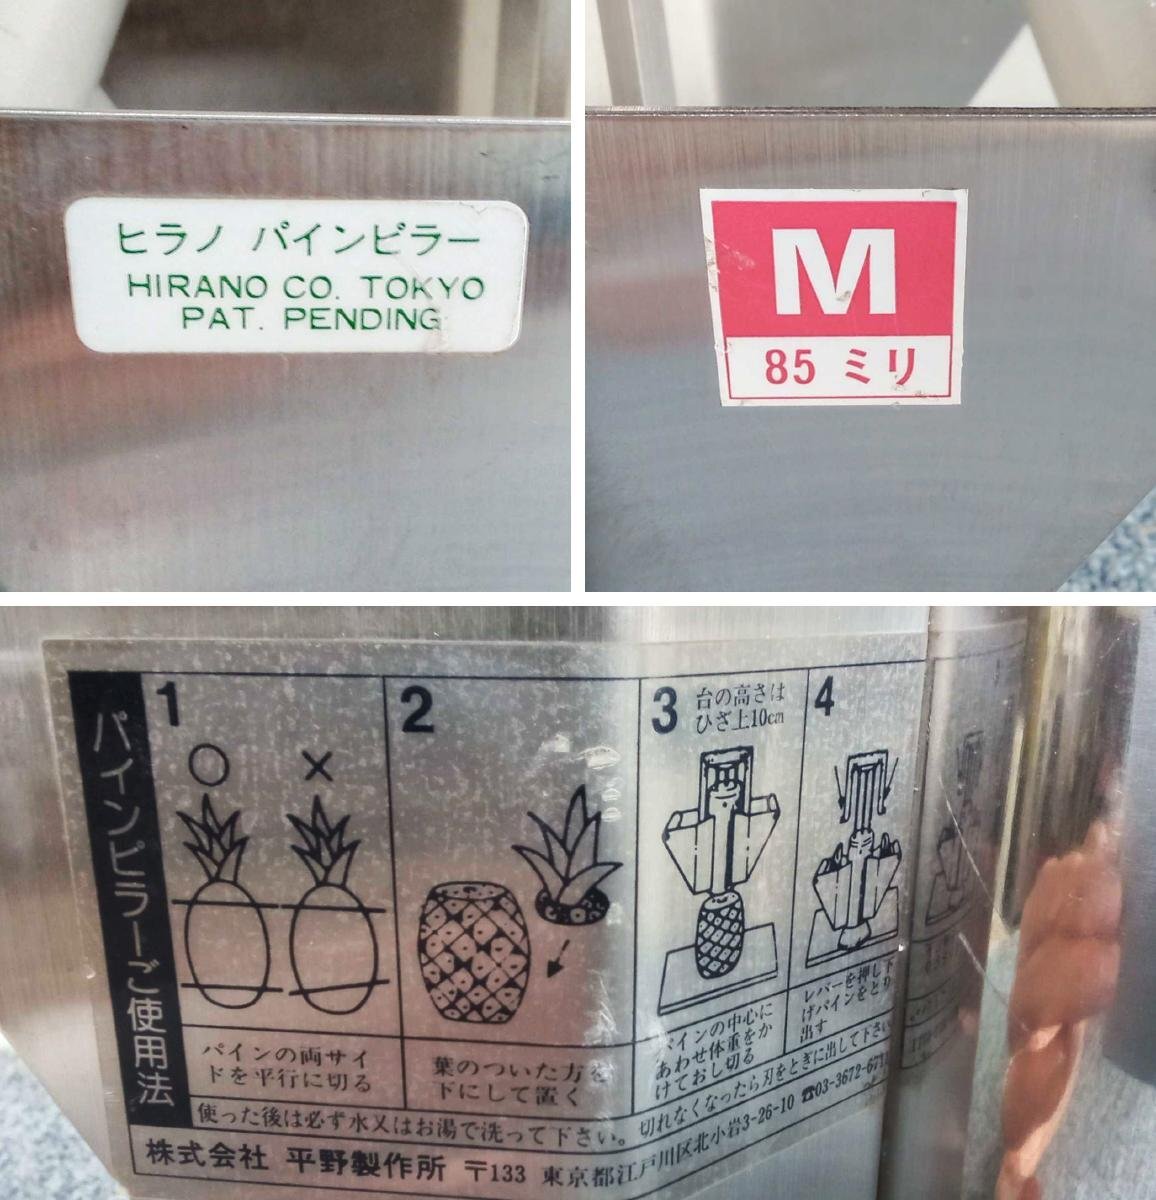 ヒラノ パインピラー
HIRANO CO. TOKYO
PAT. PENDING
M
85 ミリ
パインピラーご使用法
1
○ ×
パインの両サイ
ドを平行に切る
2
葉のついた方を
下にして置く
3
台の高さは
ひざ上10cm
パインの中心に
あわせ体重をか
けておし切る
4
レバーを押し下
げパインをとり
出す
使った後は必ず水又はお湯で洗って下さい。切れなくなったら刃をとぎに出して下さい
株式会社 平野製作所 〒133 東京都江戸川区北小岩3-26-10 ☎03-3672-671